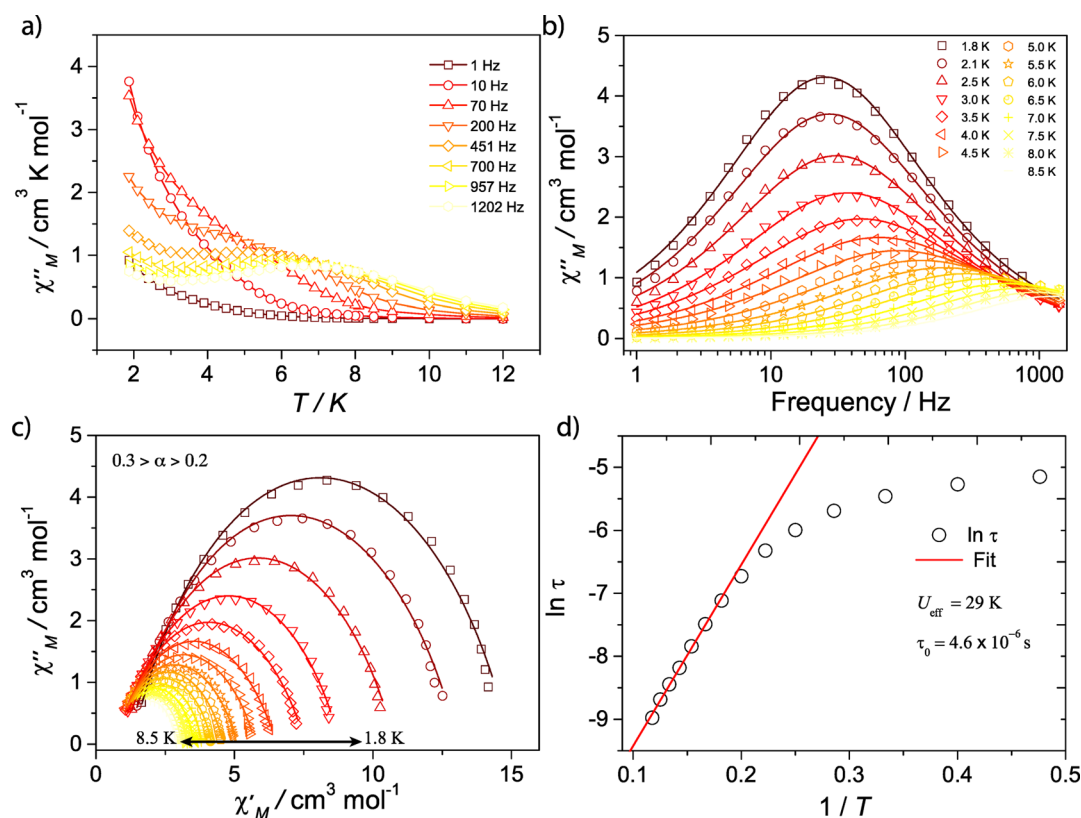 a)
χ″M / cm³ K mol⁻¹
4
3
2
1
0
2 4 6 8 10 12
T / K
1 Hz
10 Hz
70 Hz
200 Hz
451 Hz
700 Hz
957 Hz
1202 Hz
b)
χ″M / cm³ mol⁻¹
5
4
3
2
1
0
1 10 100 1000
Frequency / Hz
1.8 K
2.1 K
2.5 K
3.0 K
3.5 K
4.0 K
4.5 K
5.0 K
5.5 K
6.0 K
6.5 K
7.0 K
7.5 K
8.0 K
8.5 K
c)
0.3 > α > 0.2
χ″M / cm³ mol⁻¹
5
4
3
2
1
0
8.5 K
1.8 K
0 5 10 15
χ′M / cm³ mol⁻¹
d)
ln τ
-5
-6
-7
-8
-9
0.1 0.2 0.3 0.4 0.5
1 / T
ln τ
Fit
Ueff = 29 K
τ0 = 4.6 x 10⁻⁶ s